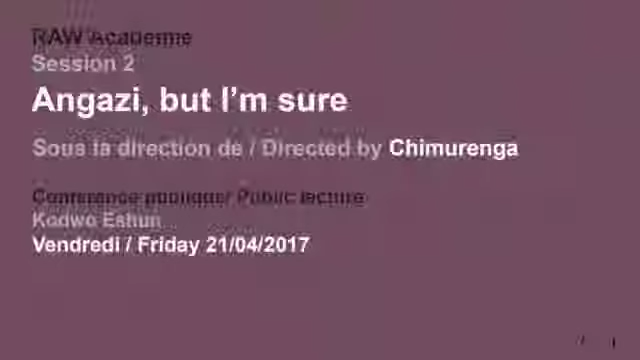 RAW Académie
Session 2
Angazi, but I'm sure
Sous la direction de / Directed by Chimurenga
Conférence publique/ Public lecture
Kodwo Eshun
Vendredi / Friday 21/04/2017